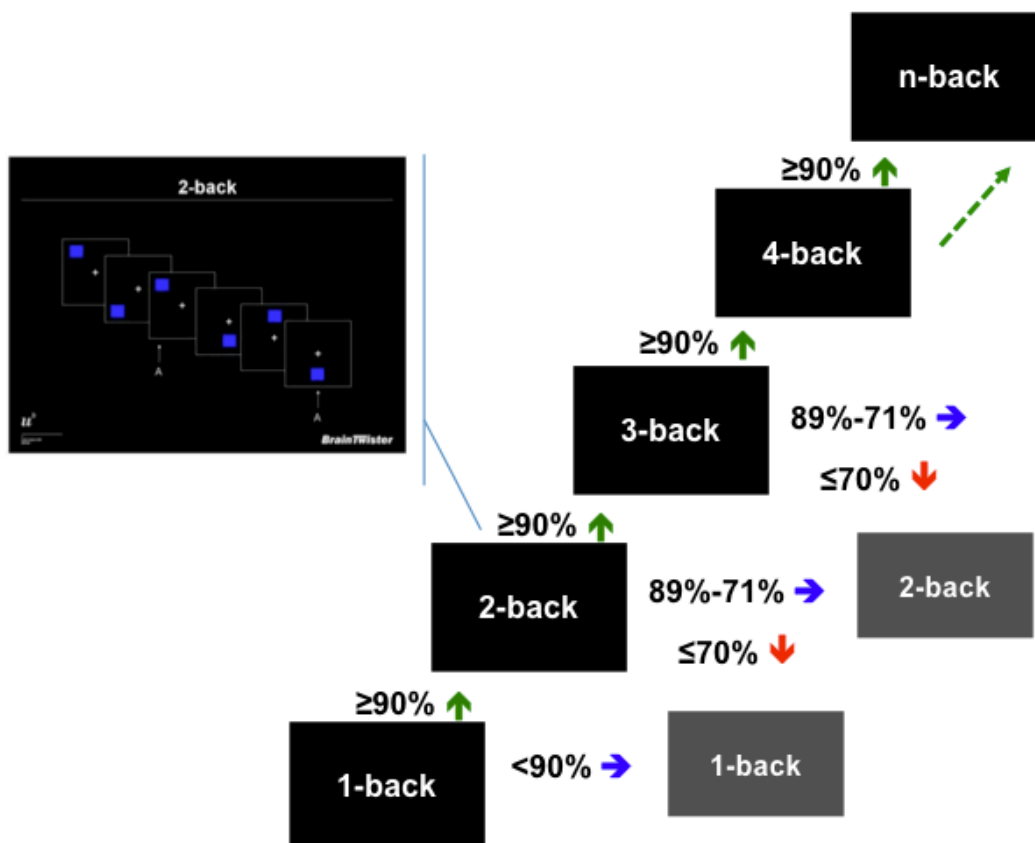 n-back
≥90%
2-back
4-back
≥90%
A
3-back
89%-71%
≤70%
A
u
BrainTwister
≥90%
2-back
89%-71%
2-back
≤70%
≥90%
1-back
<90%
1-back